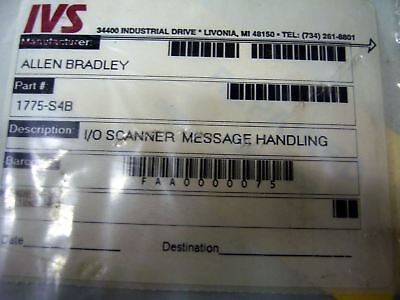 IVS
34400 INDUSTRIAL DRIVE * LIVONIA, MI 48150 • TEL: (734) 261-8801
Manufacturer:
ALLEN BRADLEY
Part #:
1775-S4B
Description: I/O SCANNER MESSAGE HANDLING
Barcode
FAA0000075
Date Destination